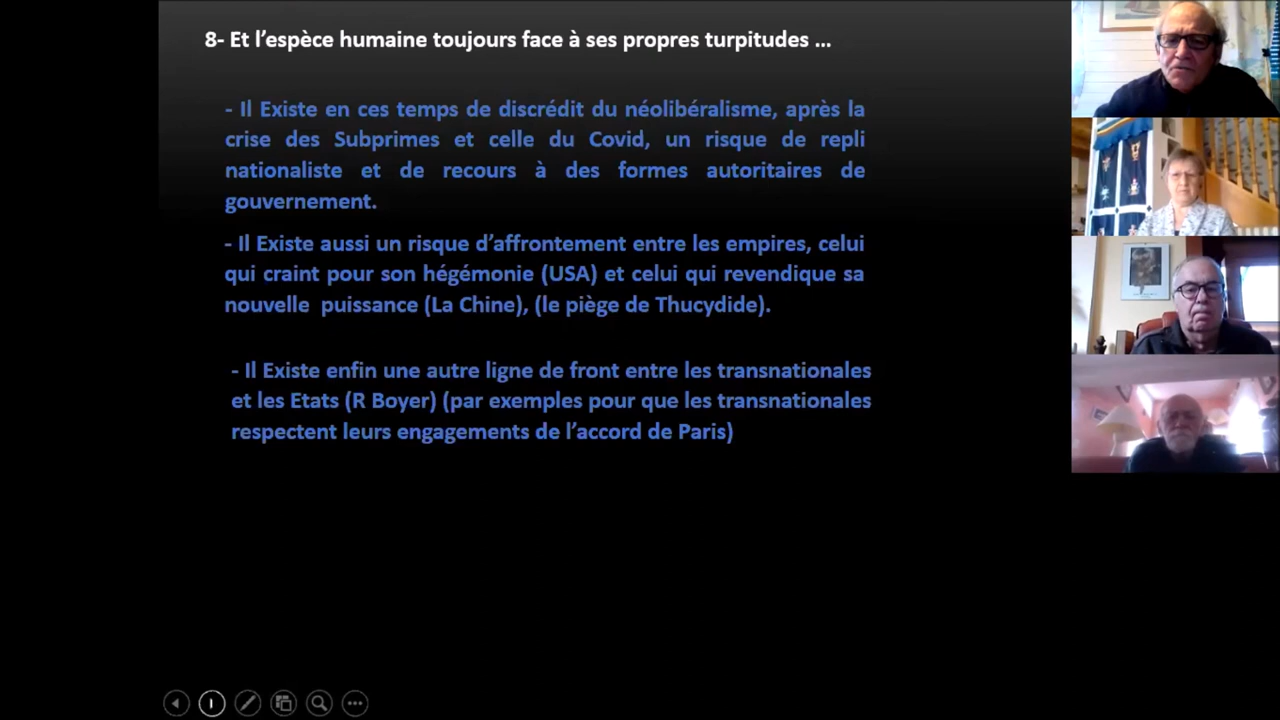 8- Et l’espèce humaine toujours face à ses propres turpitudes ...
- Il Existe en ces temps de discrédit du néolibéralisme, après la
crise des Subprimes et celle du Covid, un risque de repli
nationaliste et de recours à des formes autoritaires de
gouvernement.
- Il Existe aussi un risque d’affrontement entre les empires, celui
qui craint pour son hégémonie (USA) et celui qui revendique sa
nouvelle puissance (La Chine), (le piège de Thucydide).
- Il Existe enfin une autre ligne de front entre les transnationales
et les Etats (R Boyer) (par exemples pour que les transnationales
respectent leurs engagements de l’accord de Paris)